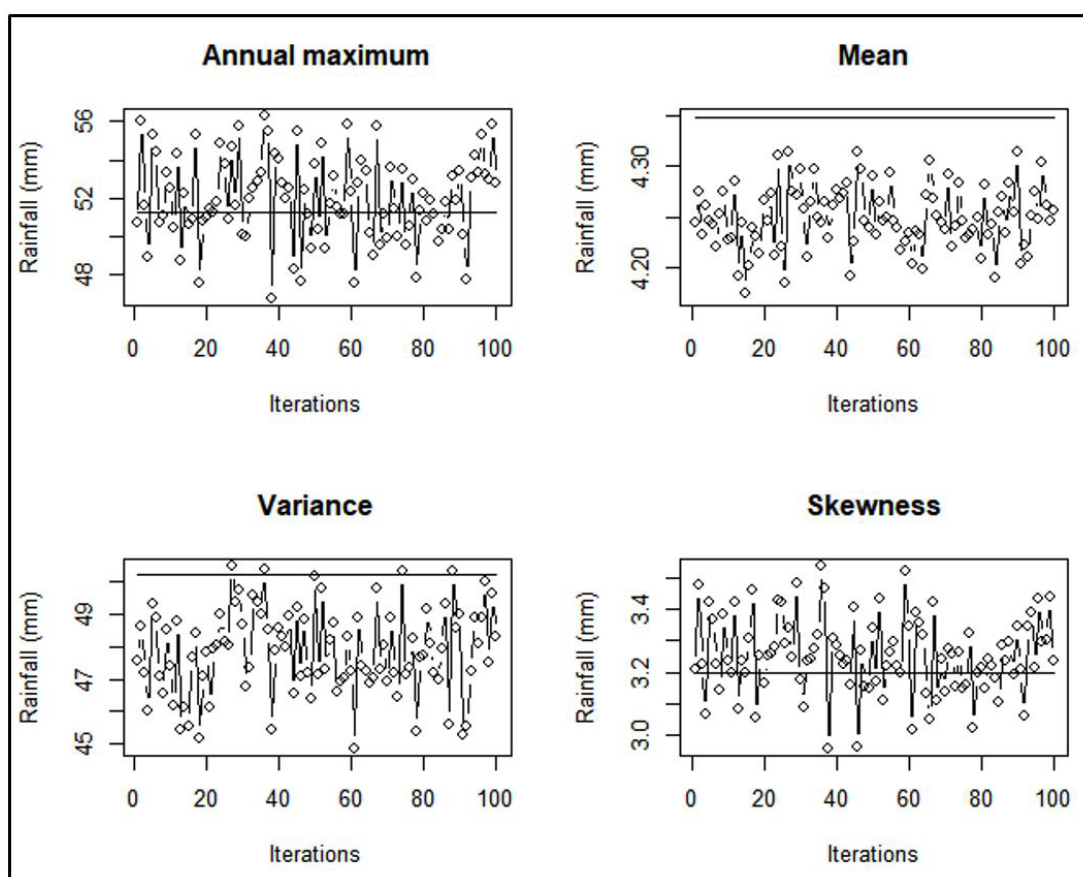 Annual maximum
Rainfall (mm)
56
52
48
0 20 40 60 80 100
Iterations
Mean
Rainfall (mm)
4.30
4.20
0 20 40 60 80 100
Iterations
Variance
Rainfall (mm)
49
47
45
0 20 40 60 80 100
Iterations
Skewness
Rainfall (mm)
3.4
3.2
3.0
0 20 40 60 80 100
Iterations